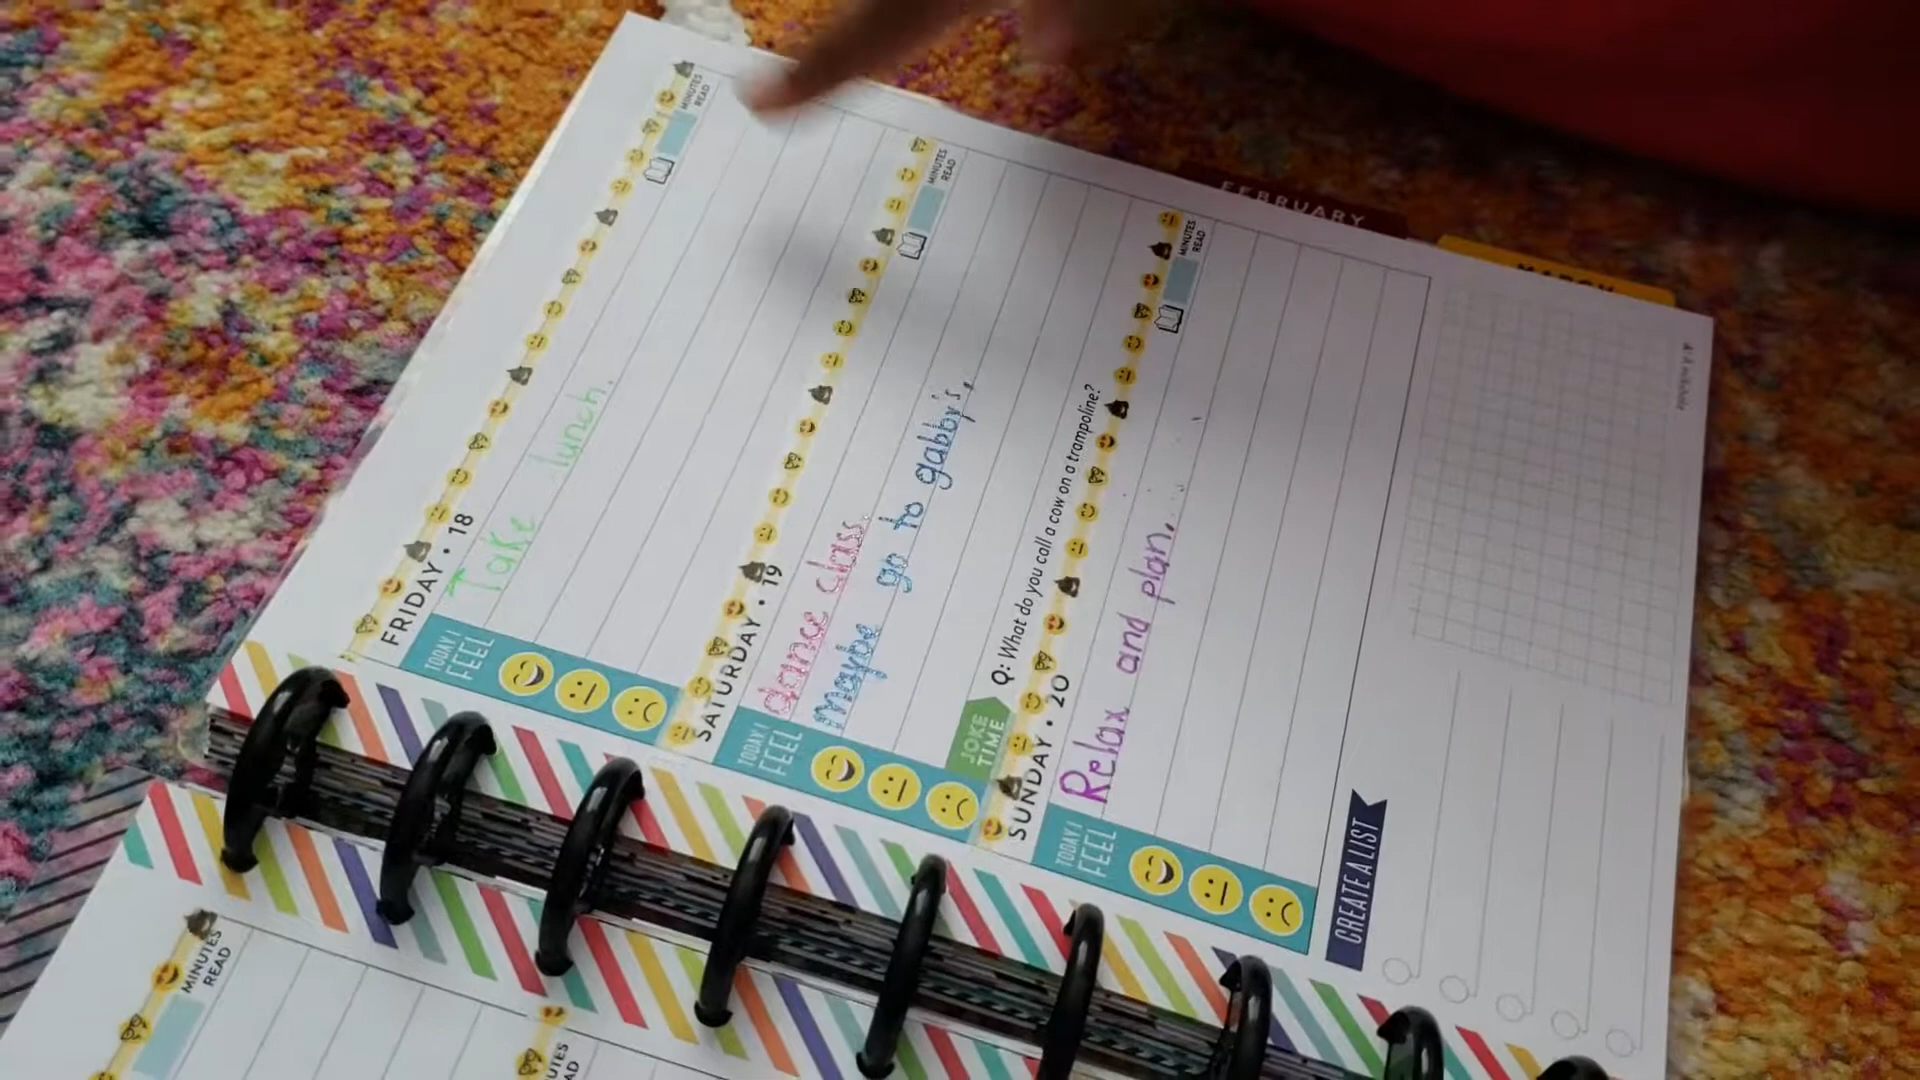 FRIDAY • 18
MINUTES
READ
TODAY I
FEEL
Take lunch.
SATURDAY • 19
MINUTES
READ
TODAY I
FEEL
dance class.
maybe go to gabby's.
JOKE
TIME
Q: What do you call a cow on a trampoline?
SUNDAY • 20
MINUTES
READ
TODAY I
FEEL
Relax and plan.
CREATE A LIST
FEBRUARY
MARCH
MINUTES
READ